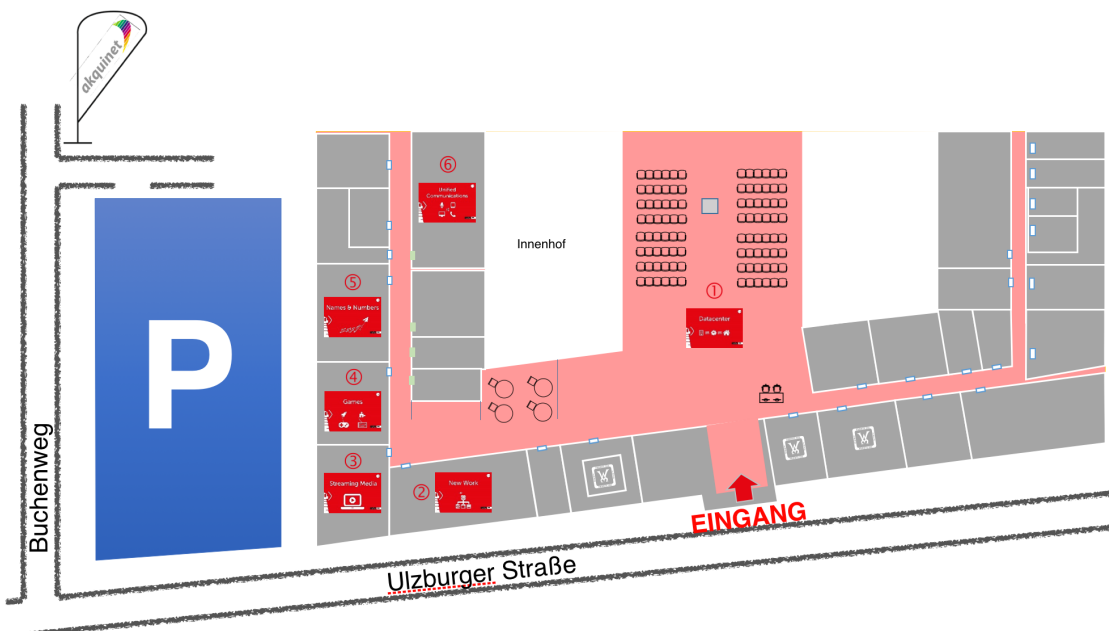 akquinet
⑥
Unified
Communications
Innenhof
⑤
Names & Numbers
①
Datacenter
P
④
Games
③
Streaming Media
②
New Work
EINGANG
Buchenweg
Ulzburger Straße